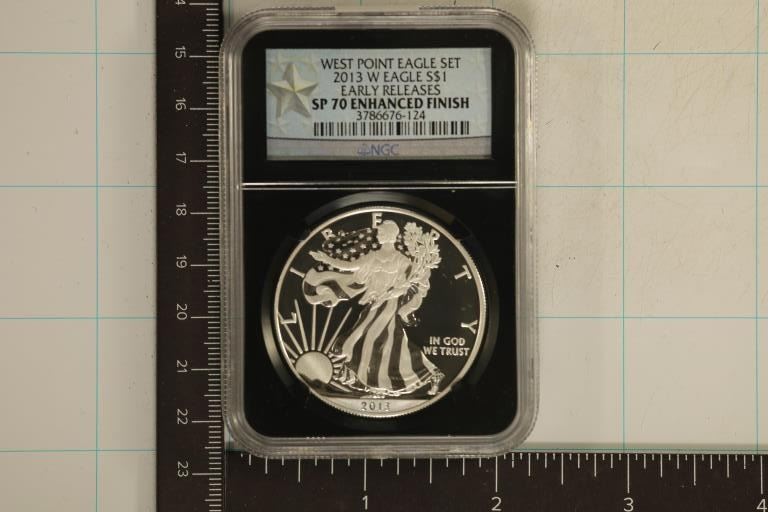 WEST POINT EAGLE SET
2013 W EAGLE S$1
EARLY RELEASES
SP 70 ENHANCED FINISH
3786676-124
NGC
LIBERTY
IN GOD
WE TRUST
2013
14
15
16
17
18
19
20
21
22
23
1 2 3 4